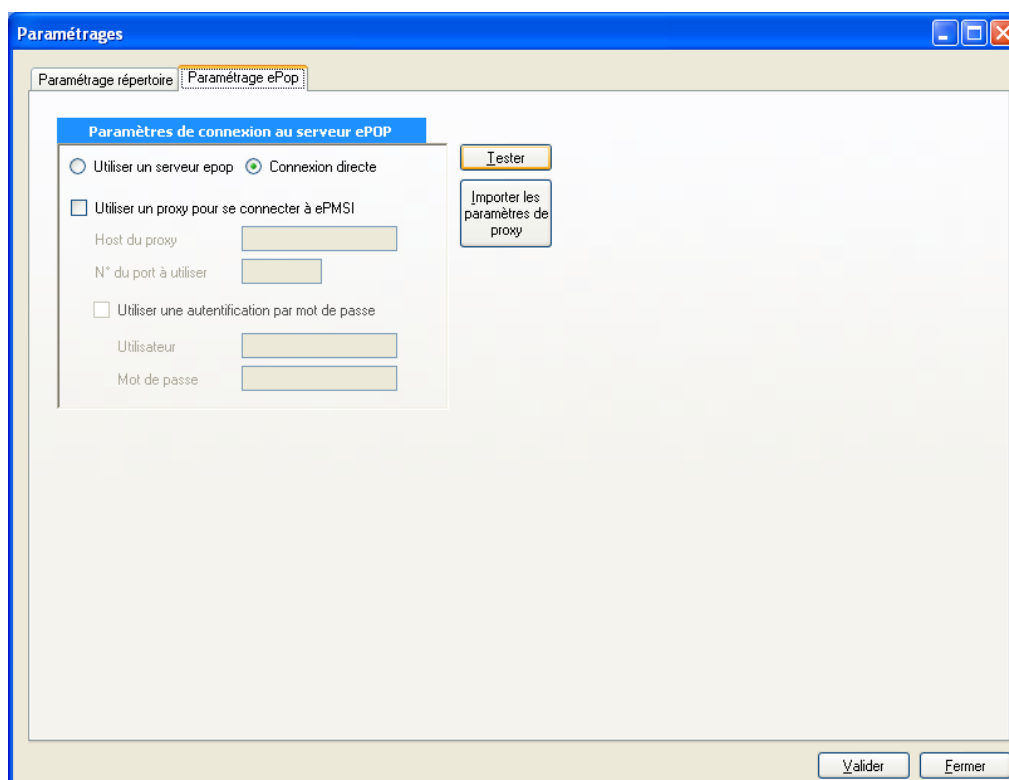 Paramétrages
Paramétrage répertoire Paramétrage ePop
Paramètres de connexion au serveur ePOP
Utiliser un serveur epop Connexion directe
Tester
Utiliser un proxy pour se connecter à ePMSI
Importer les
paramètres de
proxy
Host du proxy
N° du port à utiliser
Utiliser une autentification par mot de passe
Utilisateur
Mot de passe
Valider Fermer